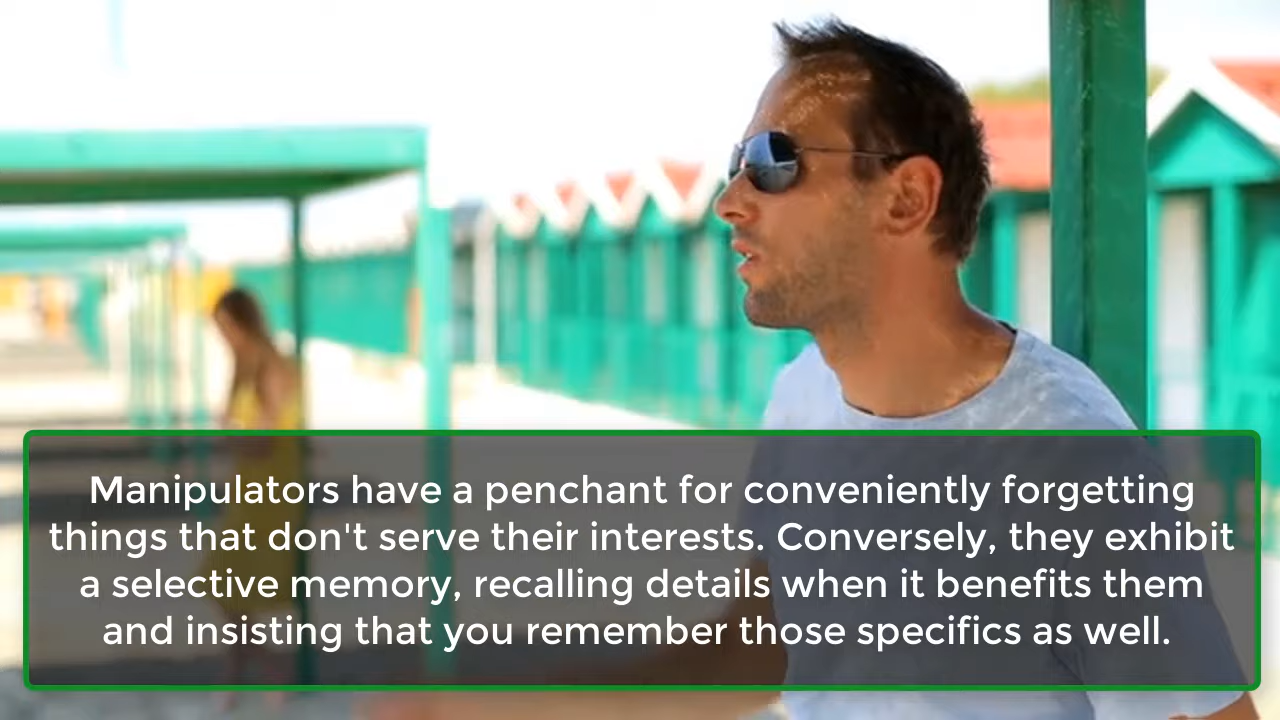 Manipulators have a penchant for conveniently forgetting
things that don't serve their interests. Conversely, they exhibit
a selective memory, recalling details when it benefits them
and insisting that you remember those specifics as well.